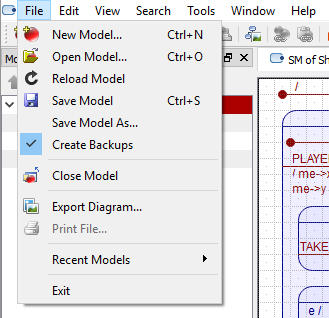 File Edit View Search Tools Window
New Model... Ctrl+N
Open Model... Ctrl+O
Reload Model
Save Model Ctrl+S
Save Model As...
Create Backups
Close Model
Export Diagram...
Print File...
Recent Models
Exit
SM of Sh
/
PLAYE
/ me->x
me->y
TAKE
e /